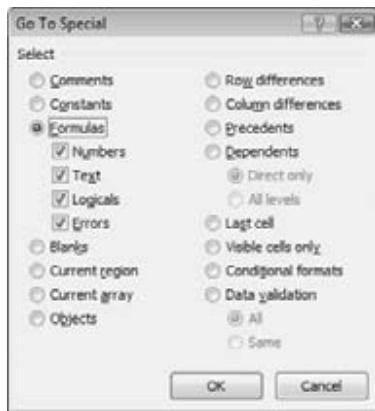 Go To Special
Select
Comments
Constants
Formulas
Numbers
Text
Logicals
Errors
Blanks
Current region
Current array
Objects
Row differences
Column differences
Precedents
Dependents
Direct only
All levels
Last cell
Visible cells only
Conditional formats
Data validation
All
Same
OK
Cancel